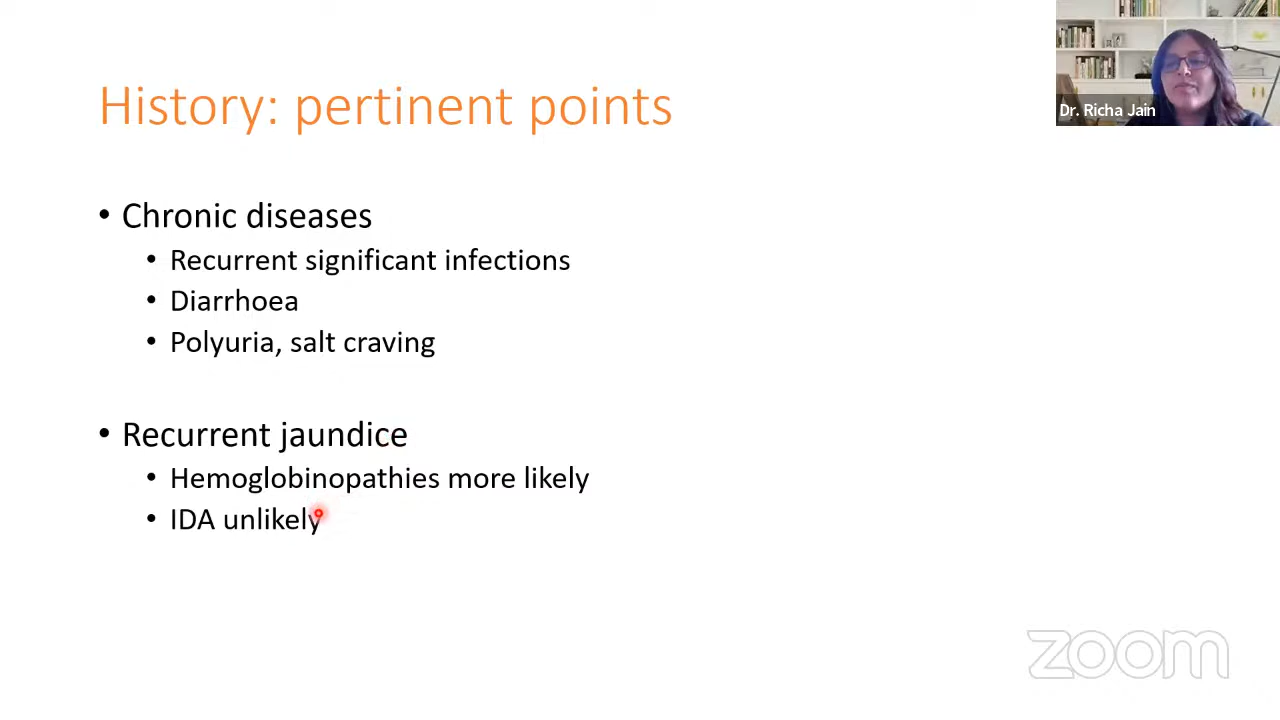 History: pertinent points
Dr. Richa Jain
• Chronic diseases
• Recurrent significant infections
• Diarrhoea
• Polyuria, salt craving
• Recurrent jaundice
• Hemoglobinopathies more likely
• IDA unlikely
zoom